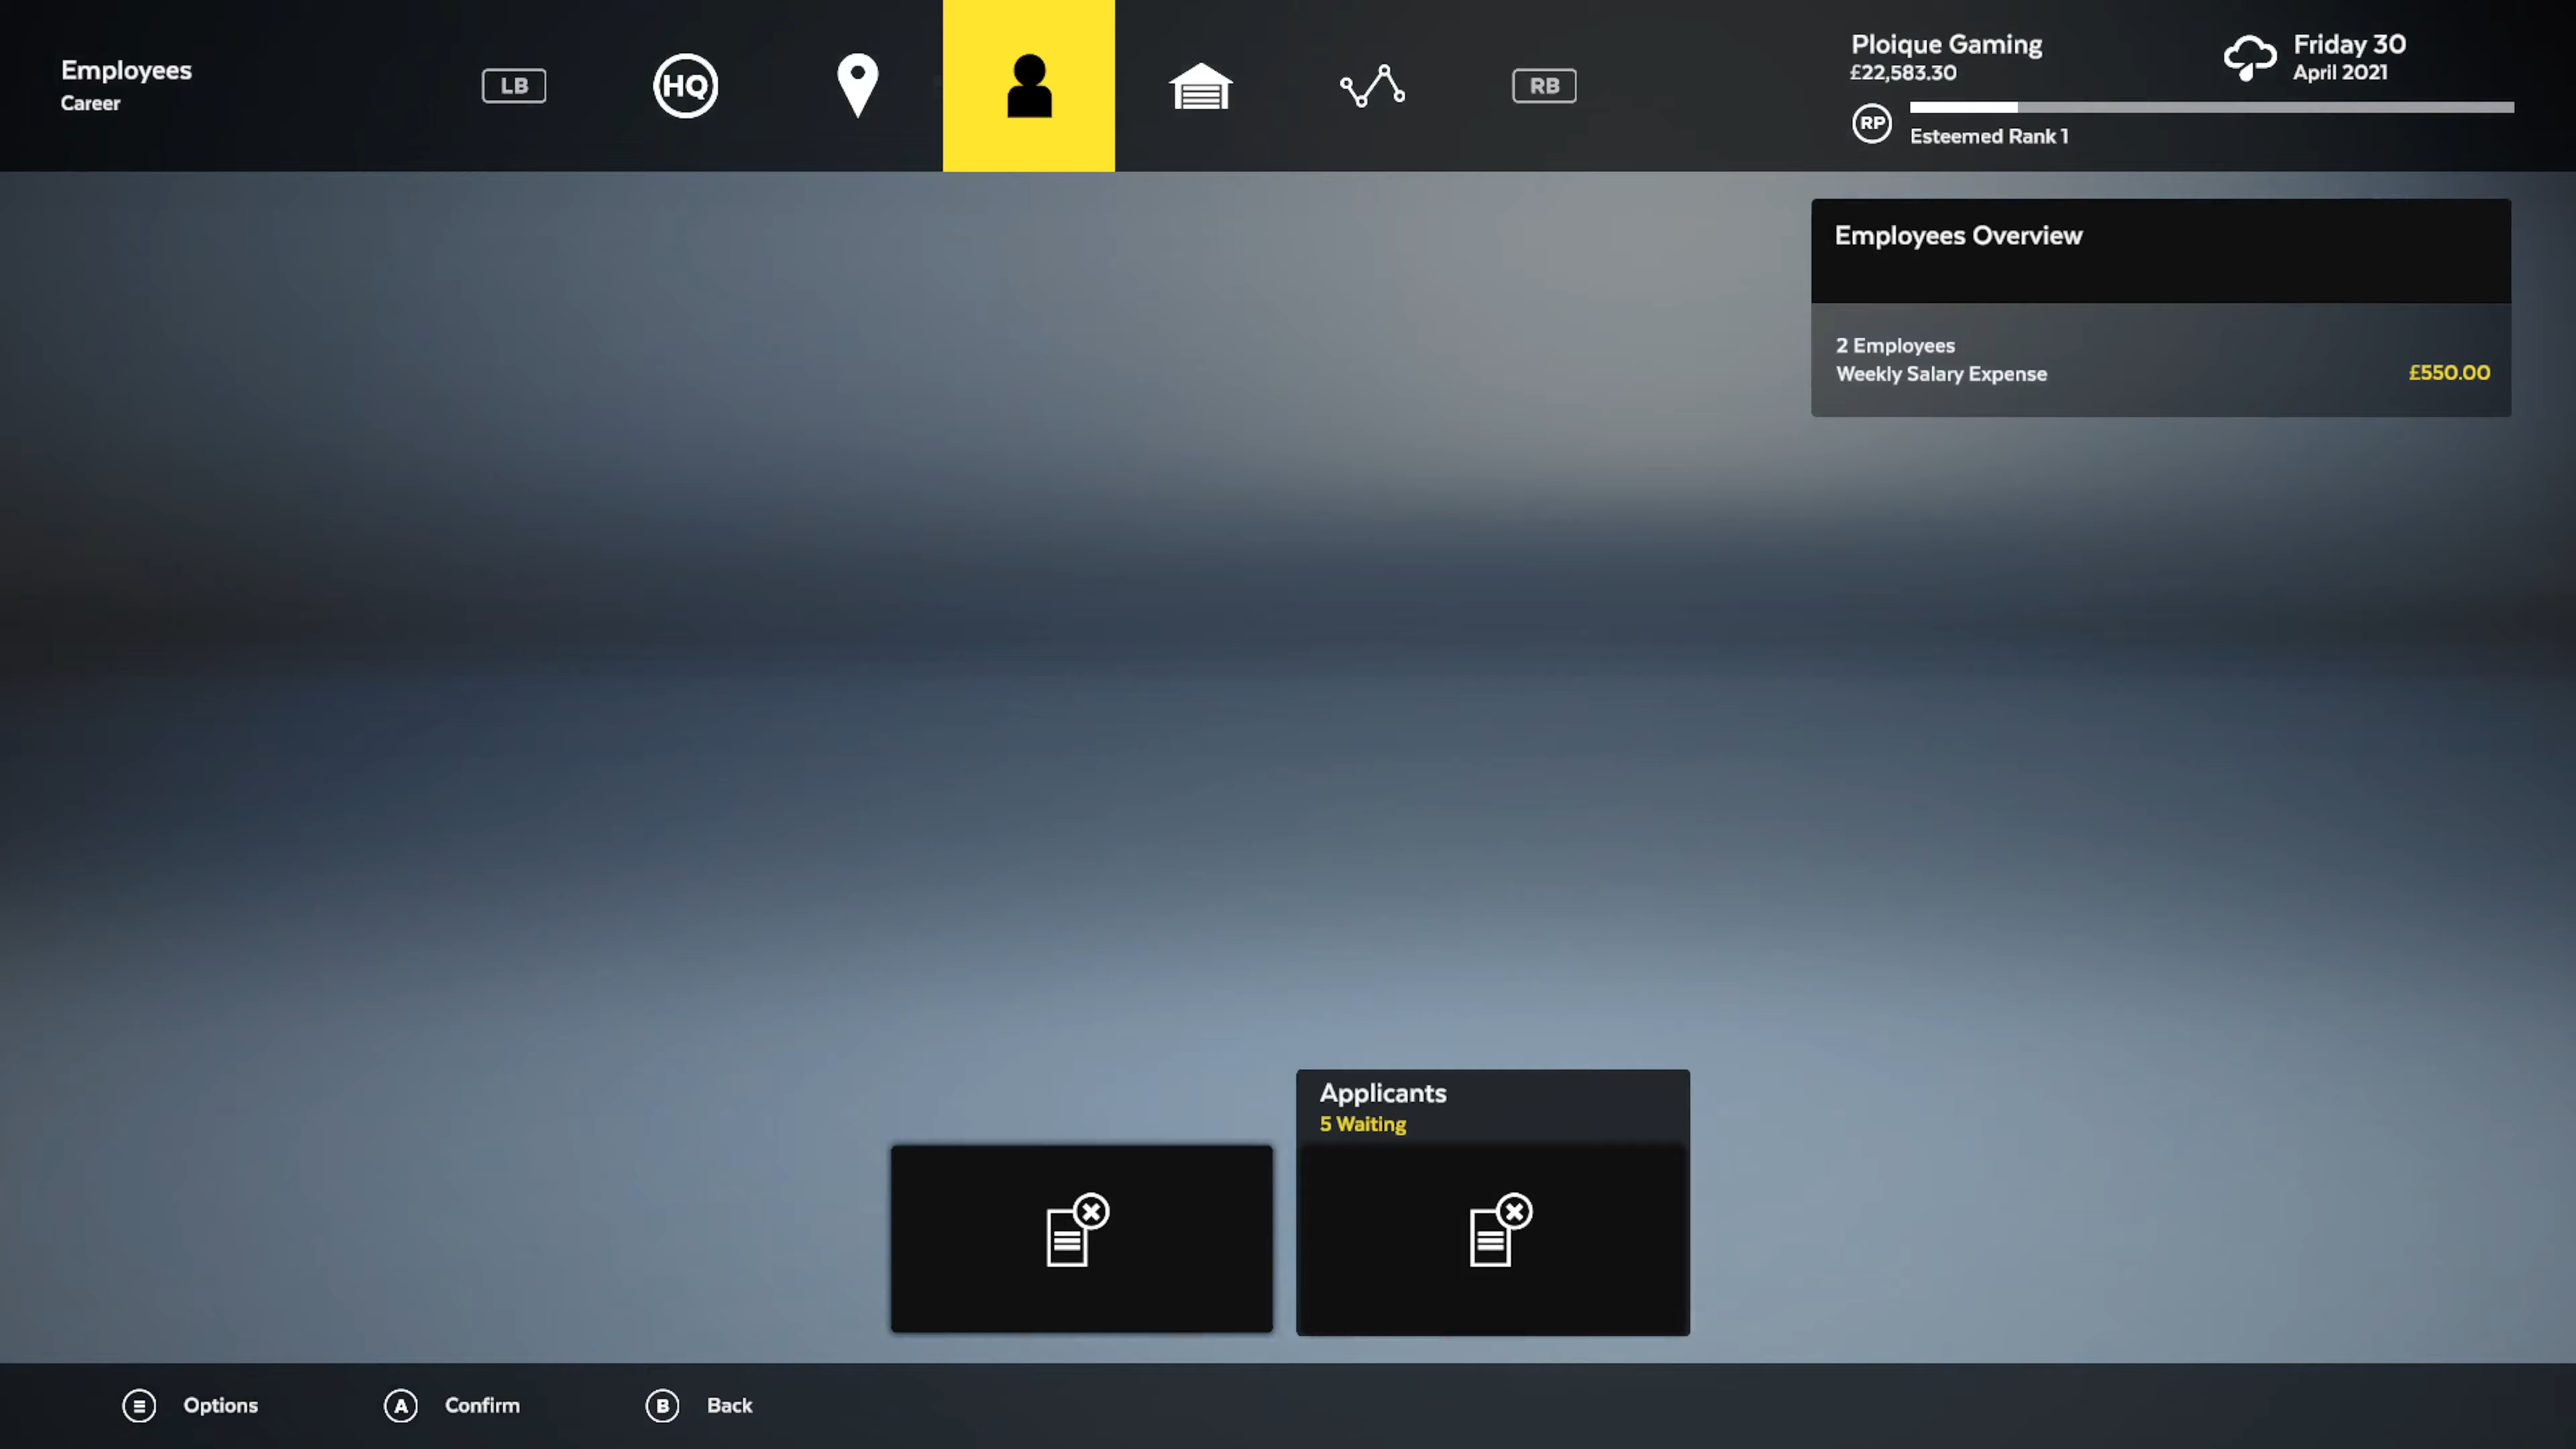 Employees
Career
LB
HQ
RB
Ploique Gaming
£22,583.30
Friday 30
April 2021
RP
Esteemed Rank 1
Employees Overview
2 Employees
Weekly Salary Expense
£550.00
Applicants
5 Waiting
Options
A
Confirm
B
Back